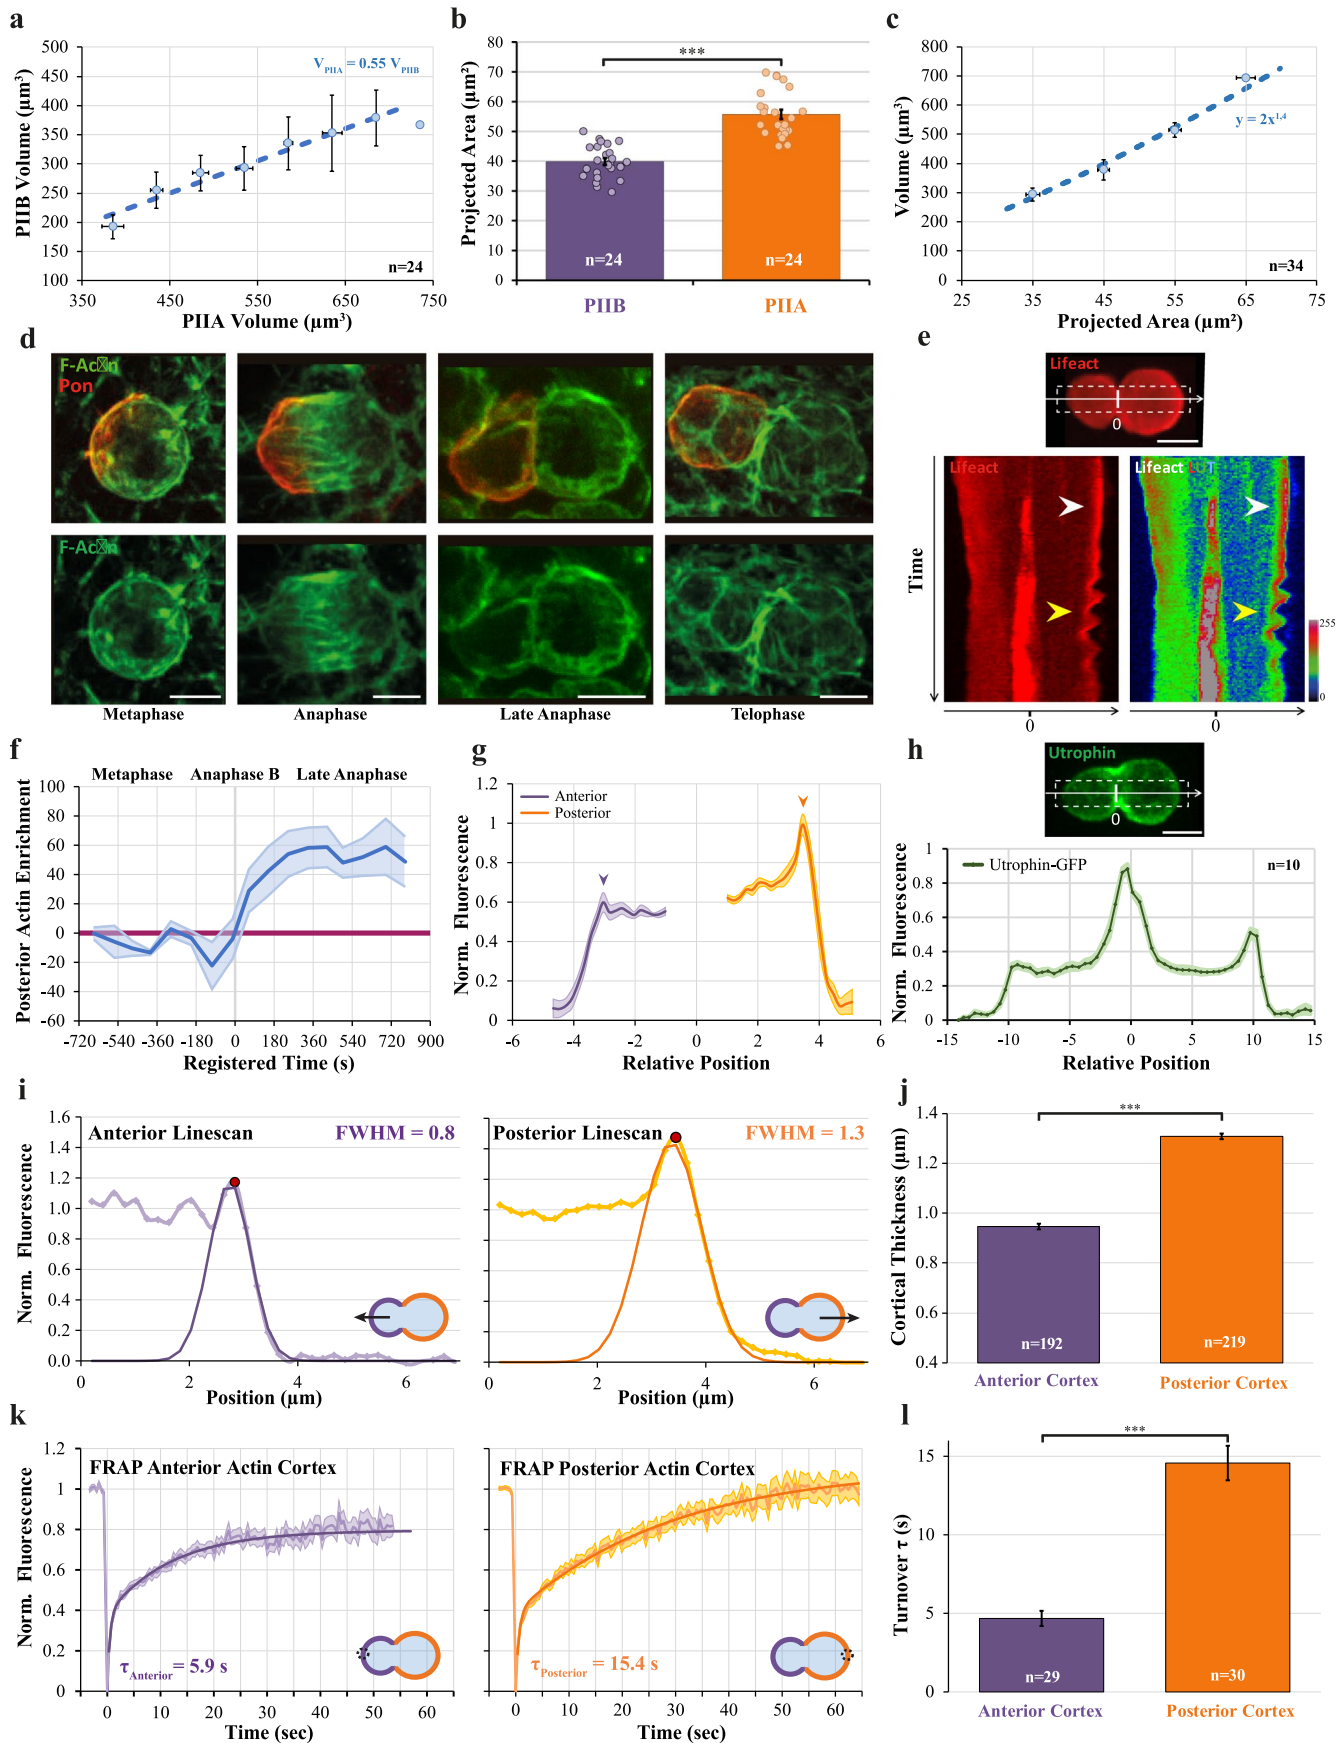 a
PIIB Volume (µm³)
500
450
400
350
300
250
200
150
100
V_PIIA = 0.55 V_PIIB
n=24
350 450 550 650 750
PIIA Volume (µm³)
b
Projected Area (µm²)
80
70
60
50
40
30
20
10
0
***
n=24 n=24
PIIB PIIA
c
Volume (µm³)
800
700
600
500
400
300
200
100
0
y = 2x^1,4
n=34
25 35 45 55 65 75
Projected Area (µm²)
d
F-Ac☒n
Pon
F-Ac☒n
Metaphase Anaphase Late Anaphase Telophase
e
Lifeact
0
Time
Lifeact
Lifeact LUT
255
0
0 0
f
Metaphase Anaphase B Late Anaphase
Posterior Actin Enrichment
100
80
60
40
20
0
-20
-40
-60
-720 -540 -360 -180 0 180 360 540 720 900
Registered Time (s)
g
Norm. Fluorescence
1.2
1
0.8
0.6
0.4
0.2
0
Anterior
Posterior
-6 -4 -2 0 2 4 6
Relative Position
h
Utrophin
0
Norm. Fluorescence
1
0.8
0.6
0.4
0.2
0
Utrophin-GFP
n=10
-15 -10 -5 0 5 10 15
Relative Position
i
Norm. Fluorescence
1.6
1.4
1.2
1.0
0.8
0.6
0.4
0.2
0.0
Anterior Linescan FWHM = 0.8
0 2 4 6
Position (µm)
Posterior Linescan FWHM = 1.3
0 2 4 6
Position (µm)
j
Cortical Thickness (µm)
1.4
1.2
1.0
0.8
0.6
0.4
***
n=192 n=219
Anterior Cortex Posterior Cortex
k
Norm. Fluorescence
1.2
1
0.8
0.6
0.4
0.2
0
FRAP Anterior Actin Cortex
τ_Anterior = 5.9 s
0 10 20 30 40 50 60
Time (sec)
FRAP Posterior Actin Cortex
τ_Posterior = 15.4 s
0 10 20 30 40 50 60
Time (sec)
l
Turnover τ (s)
15
10
5
0
***
n=29 n=30
Anterior Cortex Posterior Cortex